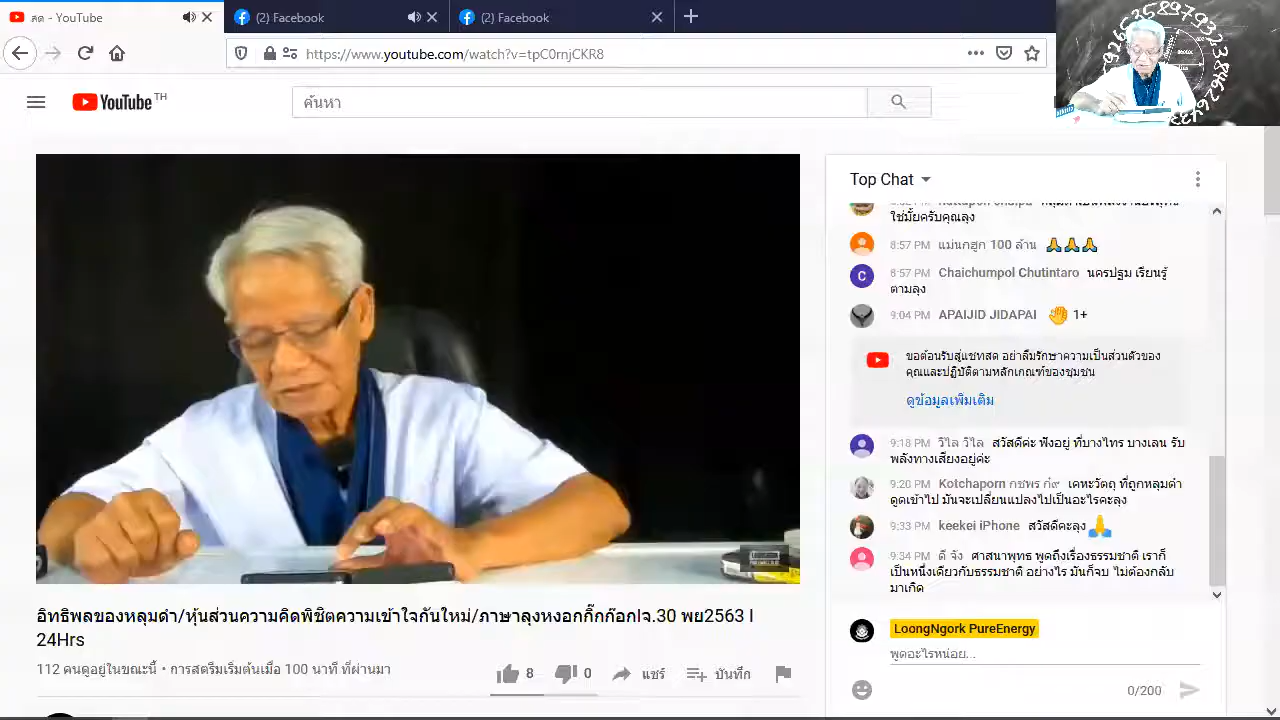 สด - YouTube
(2) Facebook
(2) Facebook
https://www.youtube.com/watch?v=tpC0rnjCKR8
YouTube TH
ค้นหา
Top Chat
ใช่มั้ยครับคุณลุง
8:57 PM แม่นกฮูก 100 ล้าน 🙏🙏🙏
8:57 PM Chaichumpol Chutintaro นครปฐม เรียนรู้
ตามลุง
9:04 PM APAIJID JIDAPAI 👏 1+
ขอต้อนรับสู่แชทสด อย่าลืมรักษาความเป็นส่วนตัวของ
คุณและปฏิบัติตามหลักเกณฑ์ของชุมชน
ดูข้อมูลเพิ่มเติม
9:18 PM วิไล วิไล สวัสดีค่ะ ฟังอยู่ ที่บางไทร บางเลน รับ
พลังทางเสียงอยู่ค่ะ
9:20 PM Kotchaporn กชพร ก๋๙ เคหะวัตถุ ที่ถูกหลุมดำ
ดูดเข้าไป มันจะเปลี่ยนแปลงไปเป็นอะไรคะลุง
9:33 PM keekei iPhone สวัสดีคะลุง 🙏
9:34 PM ดี จัง ศาสนาพุทธ พูดถึงเรื่องธรรมชาติ เราก็
เป็นหนึ่งเดียวกับธรรมชาติ อย่างไร มันก็จบ ไม่ต้องกลับ
มาเกิด
LoongNgork PureEnergy
พูดอะไรหน่อย...
0/200
อิทธิพลของหลุมดำ/หุ้นส่วนความคิดพิชิตความเข้าใจกันใหม่/ภาษาลุงหงอกกิ๊กก๊อกlจ.30 พย2563 l
24Hrs
112 คนดูอยู่ในขณะนี้ • การสตรีมเริ่มต้นเมื่อ 100 นาที ที่ผ่านมา
8
0
แชร์
บันทึก